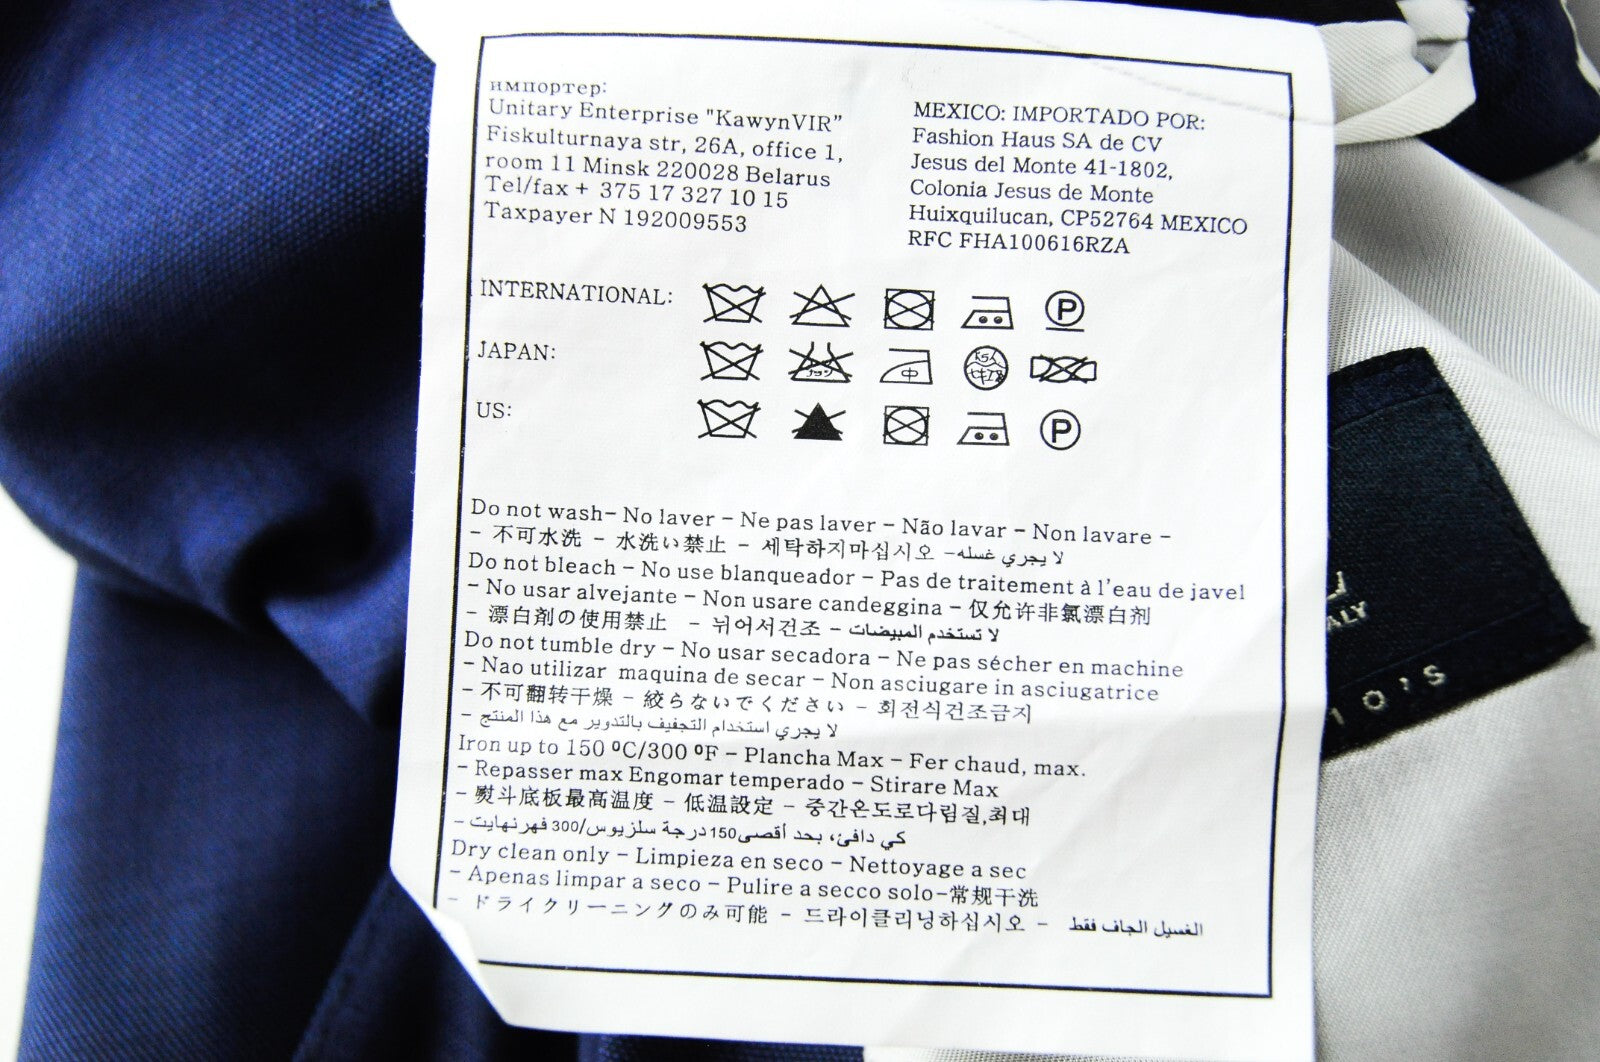 импортер:
Unitary Enterprise "KawynVIR”
Fiskulturnaya str, 26A, office 1,
room 11 Minsk 220028 Belarus
Tel/fax + 375 17 327 10 15
Taxpayer N 192009553
MEXICO: IMPORTADO POR:
Fashion Haus SA de CV
Jesus del Monte 41-1802,
Colonia Jesus de Monte
Huixquilucan, CP52764 MEXICO
RFC FHA100616RZA
INTERNATIONAL:
P
JAPAN:
中
US:
P
Do not wash- No laver - Ne pas laver - Não lavar - Non lavare -
- 不可水洗 - 水洗い禁止 - 세탁하지마십시오 - لا يجري غسله
Do not bleach - No use blanqueador - Pas de traitement à l'eau de javel
- No usar alvejante - Non usare candeggina - 仅允许非氯漂白剂
- 漂白剤の使用禁止 - 뉘어서건조 - لا تستخدم المبيضات
Do not tumble dry - No usar secadora - Ne pas sécher en machine
- Nao utilizar maquina de secar - Non asciugare in asciugatrice
- 不可翻转干燥 - 絞らないでください - 회전식건조금지
- لا يجري استخدام التجفيف بالتدوير مع هذا المنتج
Iron up to 150 ºC/300 ºF - Plancha Max - Fer chaud, max.
- Repasser max Engomar temperado - Stirare Max
- 熨斗底板最高温度 - 低温設定 - 중간온도로다림질,최대
- كي دافئ، بحد أقصى 150 درجة سلزيوس/300 فهرنهايت
Dry clean only - Limpieza en seco - Nettoyage a sec
- Apenas limpar a seco - Pulire a secco solo-常规干洗
- ドライクリーニングのみ可能 - 드라이클리닝하십시오 - الغسيل الجاف فقط
ALY
10's